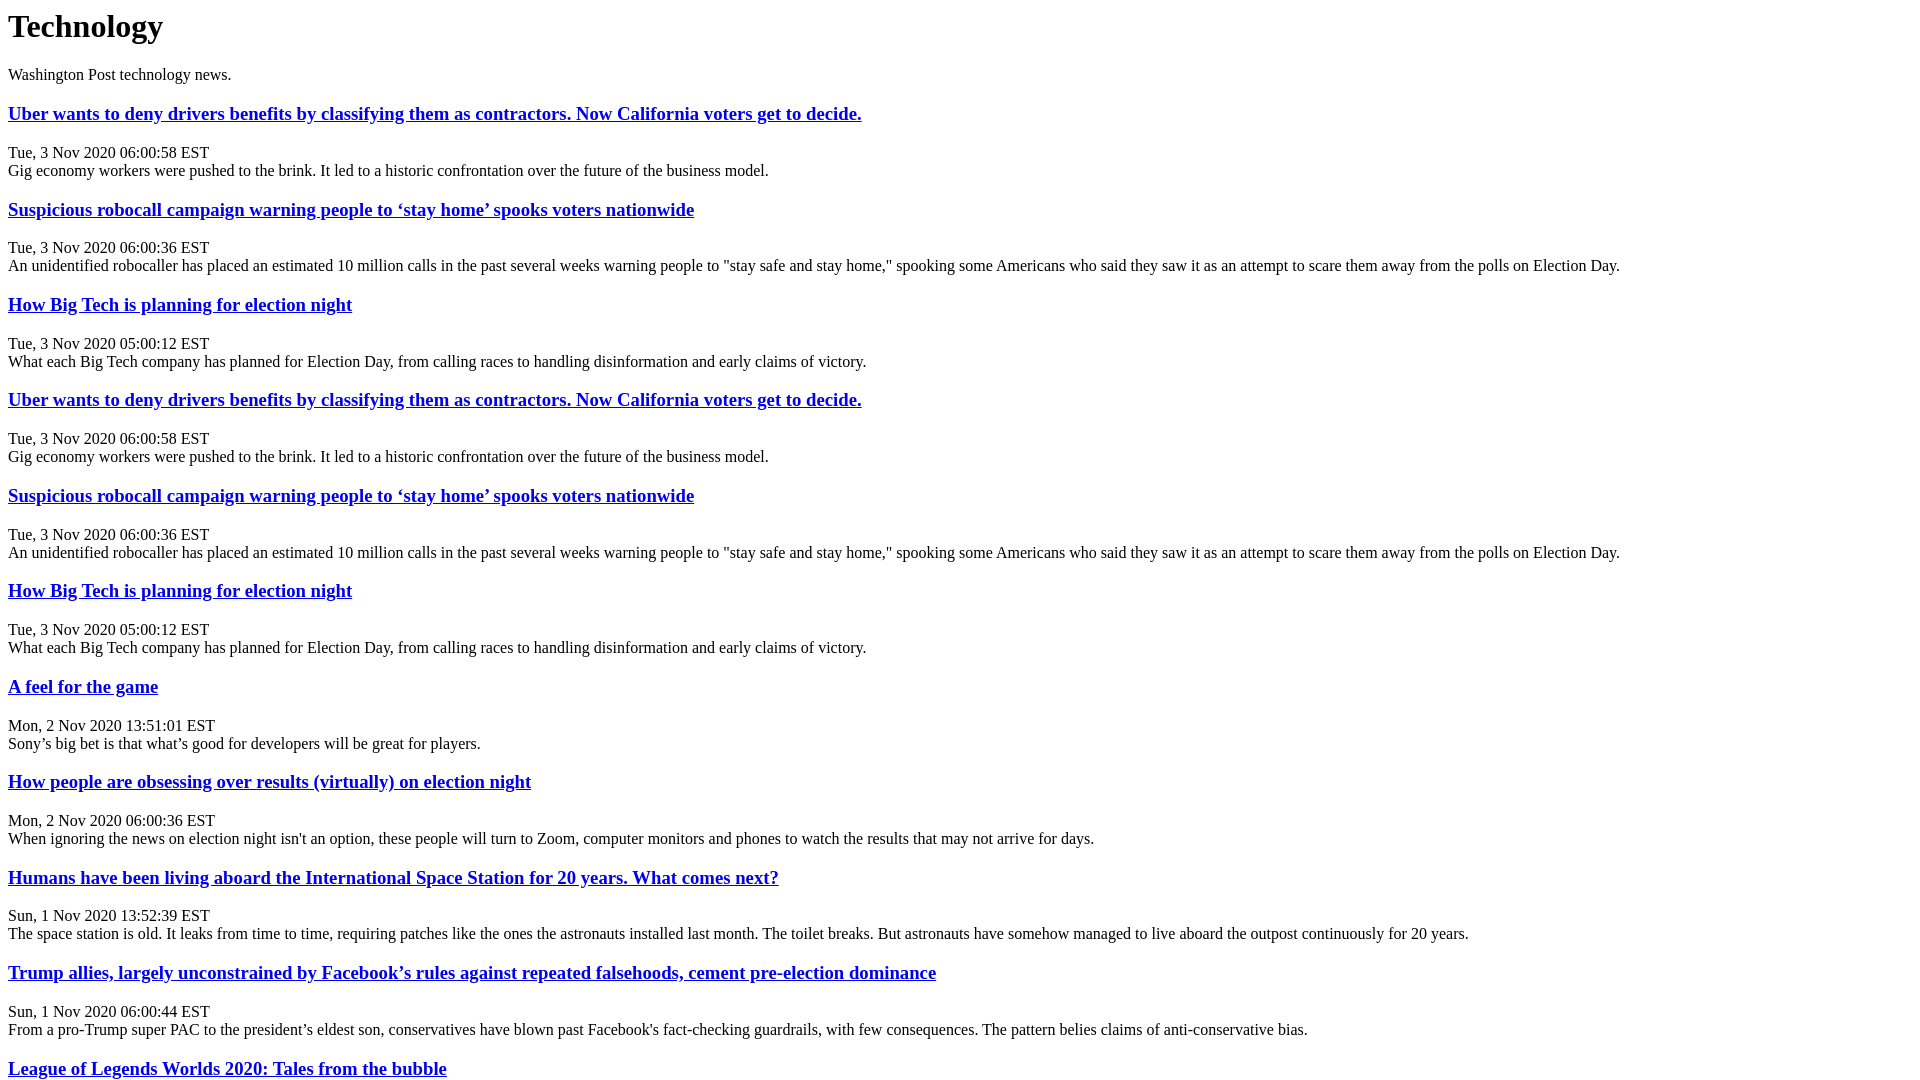 Technology
Washington Post technology news.
Uber wants to deny drivers benefits by classifying them as contractors. Now California voters get to decide.
Tue, 3 Nov 2020 06:00:58 EST
Gig economy workers were pushed to the brink. It led to a historic confrontation over the future of the business model.
Suspicious robocall campaign warning people to ‘stay home’ spooks voters nationwide
Tue, 3 Nov 2020 06:00:36 EST
An unidentified robocaller has placed an estimated 10 million calls in the past several weeks warning people to "stay safe and stay home," spooking some Americans who said they saw it as an attempt to scare them away from the polls on Election Day.
How Big Tech is planning for election night
Tue, 3 Nov 2020 05:00:12 EST
What each Big Tech company has planned for Election Day, from calling races to handling disinformation and early claims of victory.
Uber wants to deny drivers benefits by classifying them as contractors. Now California voters get to decide.
Tue, 3 Nov 2020 06:00:58 EST
Gig economy workers were pushed to the brink. It led to a historic confrontation over the future of the business model.
Suspicious robocall campaign warning people to ‘stay home’ spooks voters nationwide
Tue, 3 Nov 2020 06:00:36 EST
An unidentified robocaller has placed an estimated 10 million calls in the past several weeks warning people to "stay safe and stay home," spooking some Americans who said they saw it as an attempt to scare them away from the polls on Election Day.
How Big Tech is planning for election night
Tue, 3 Nov 2020 05:00:12 EST
What each Big Tech company has planned for Election Day, from calling races to handling disinformation and early claims of victory.
A feel for the game
Mon, 2 Nov 2020 13:51:01 EST
Sony’s big bet is that what’s good for developers will be great for players.
How people are obsessing over results (virtually) on election night
Mon, 2 Nov 2020 06:00:36 EST
When ignoring the news on election night isn't an option, these people will turn to Zoom, computer monitors and phones to watch the results that may not arrive for days.
Humans have been living aboard the International Space Station for 20 years. What comes next?
Sun, 1 Nov 2020 13:52:39 EST
The space station is old. It leaks from time to time, requiring patches like the ones the astronauts installed last month. The toilet breaks. But astronauts have somehow managed to live aboard the outpost continuously for 20 years.
Trump allies, largely unconstrained by Facebook’s rules against repeated falsehoods, cement pre-election dominance
Sun, 1 Nov 2020 06:00:44 EST
From a pro-Trump super PAC to the president’s eldest son, conservatives have blown past Facebook's fact-checking guardrails, with few consequences. The pattern belies claims of anti-conservative bias.
League of Legends Worlds 2020: Tales from the bubble